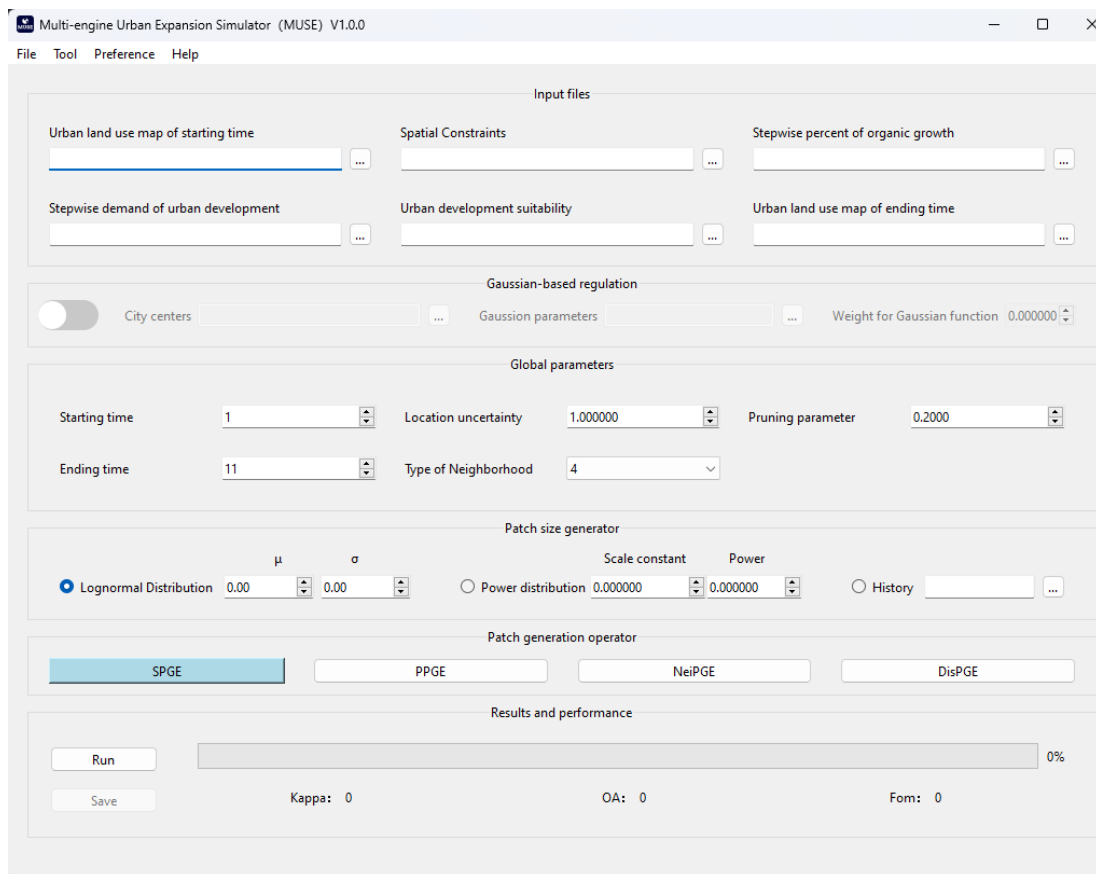 MUSE Multi-engine Urban Expansion Simulator (MUSE) V1.0.0
File Tool Preference Help
Input files
Urban land use map of starting time Spatial Constraints Stepwise percent of organic growth
... ... ...
Stepwise demand of urban development Urban development suitability Urban land use map of ending time
... ... ...
Gaussian-based regulation
City centers ... Gaussion parameters ... Weight for Gaussian function 0.000000
Global parameters
Starting time 1 Location uncertainty 1.000000 Pruning parameter 0.2000
Ending time 11 Type of Neighborhood 4
Patch size generator
μ σ Scale constant Power
Lognormal Distribution 0.00 0.00 Power distribution 0.000000 0.000000 History ...
Patch generation operator
SPGE PPGE NeiPGE DisPGE
Results and performance
Run 0%
Save Kappa: 0 OA: 0 Fom: 0